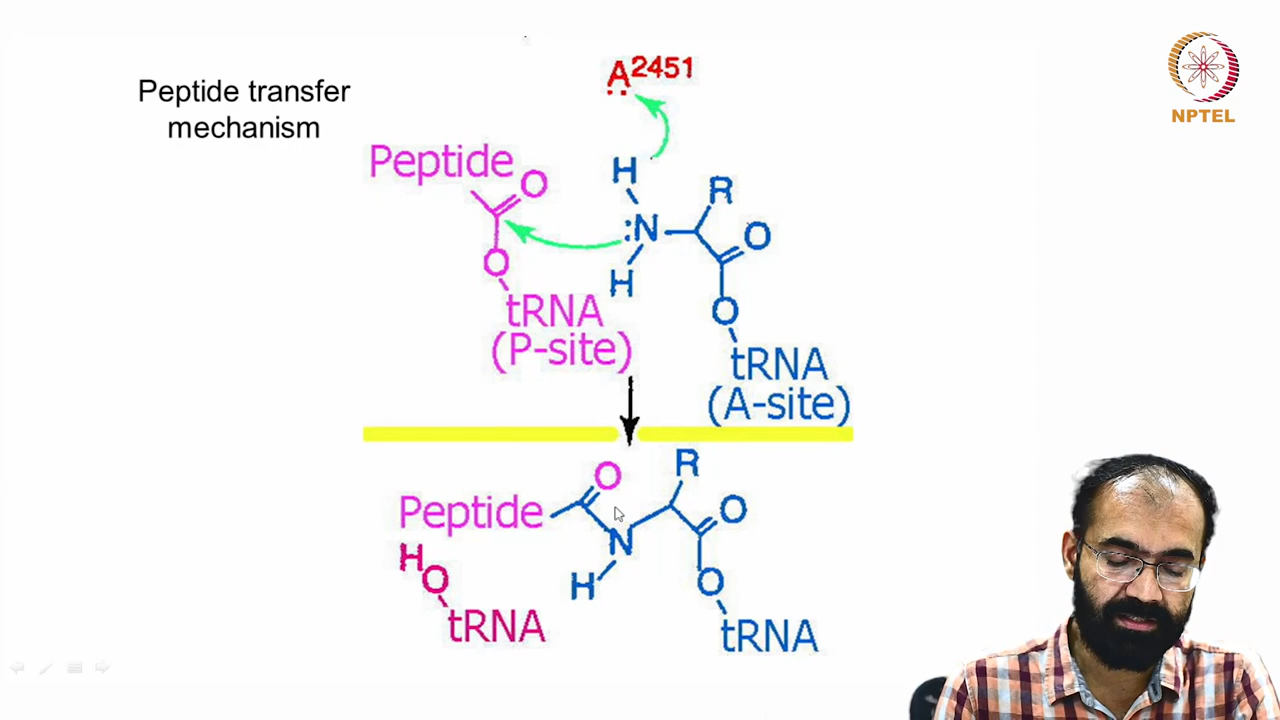 Peptide transfer
mechanism
A2451
NPTEL
Peptide
O
H
R
:N
O
O
H
O
tRNA
(P-site)
tRNA
(A-site)
O
R
Peptide
O
N
H
O
H
O
tRNA
tRNA